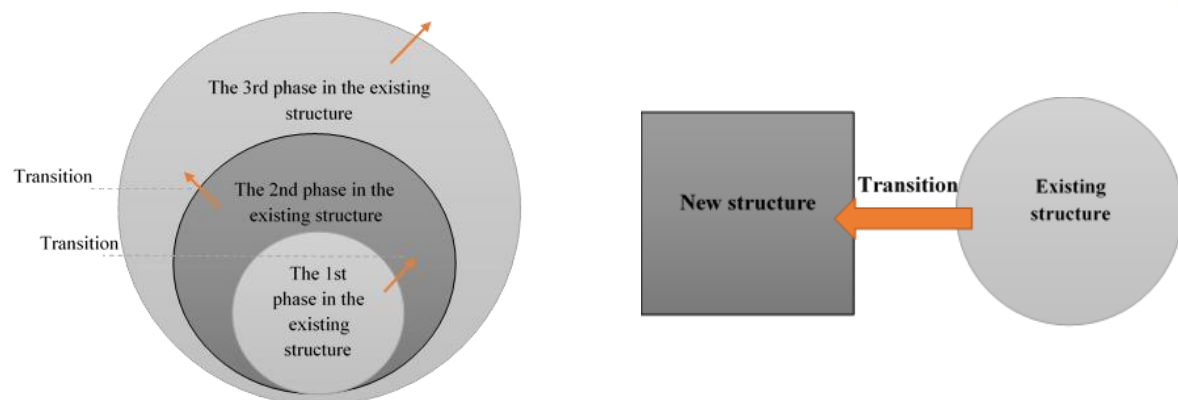 The 3rd phase in the existing
structure
Transition
The 2nd phase in the
existing structure
Transition
The 1st
phase in the
existing
structure
New structure
Transition
Existing
structure